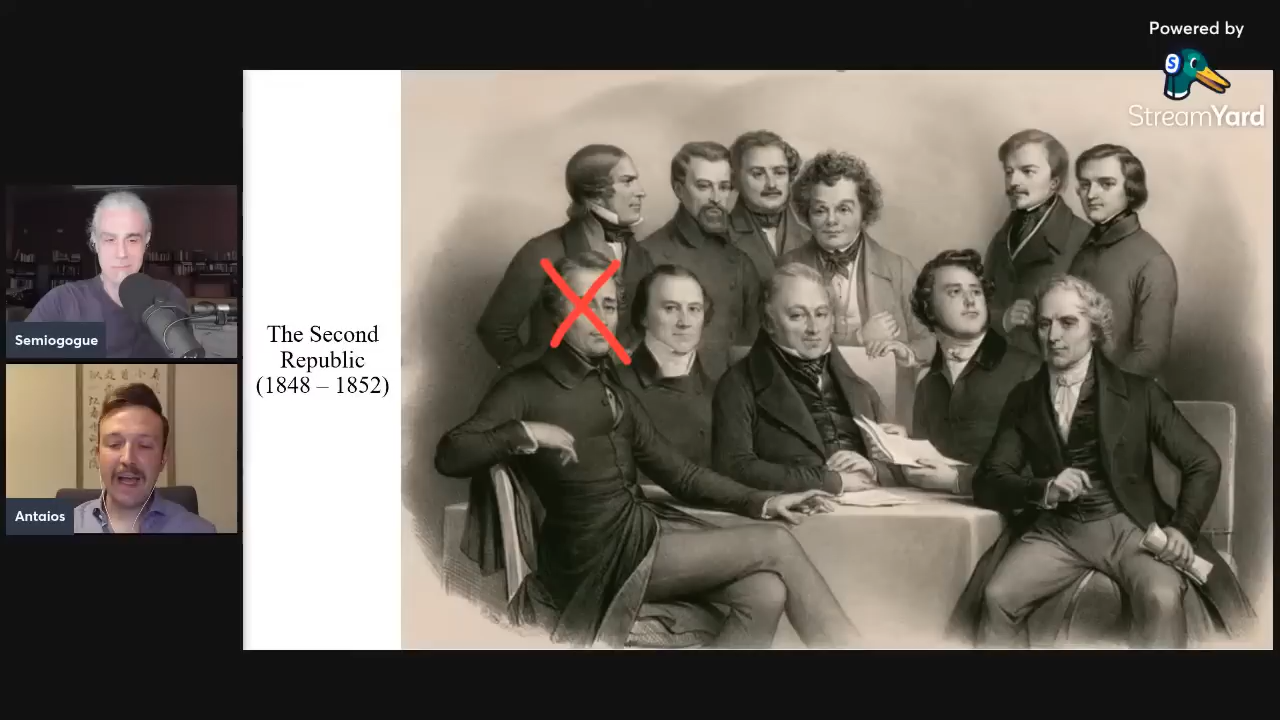 Powered by
StreamYard
Semiogogue
Antaios
The Second
Republic
(1848 – 1852)